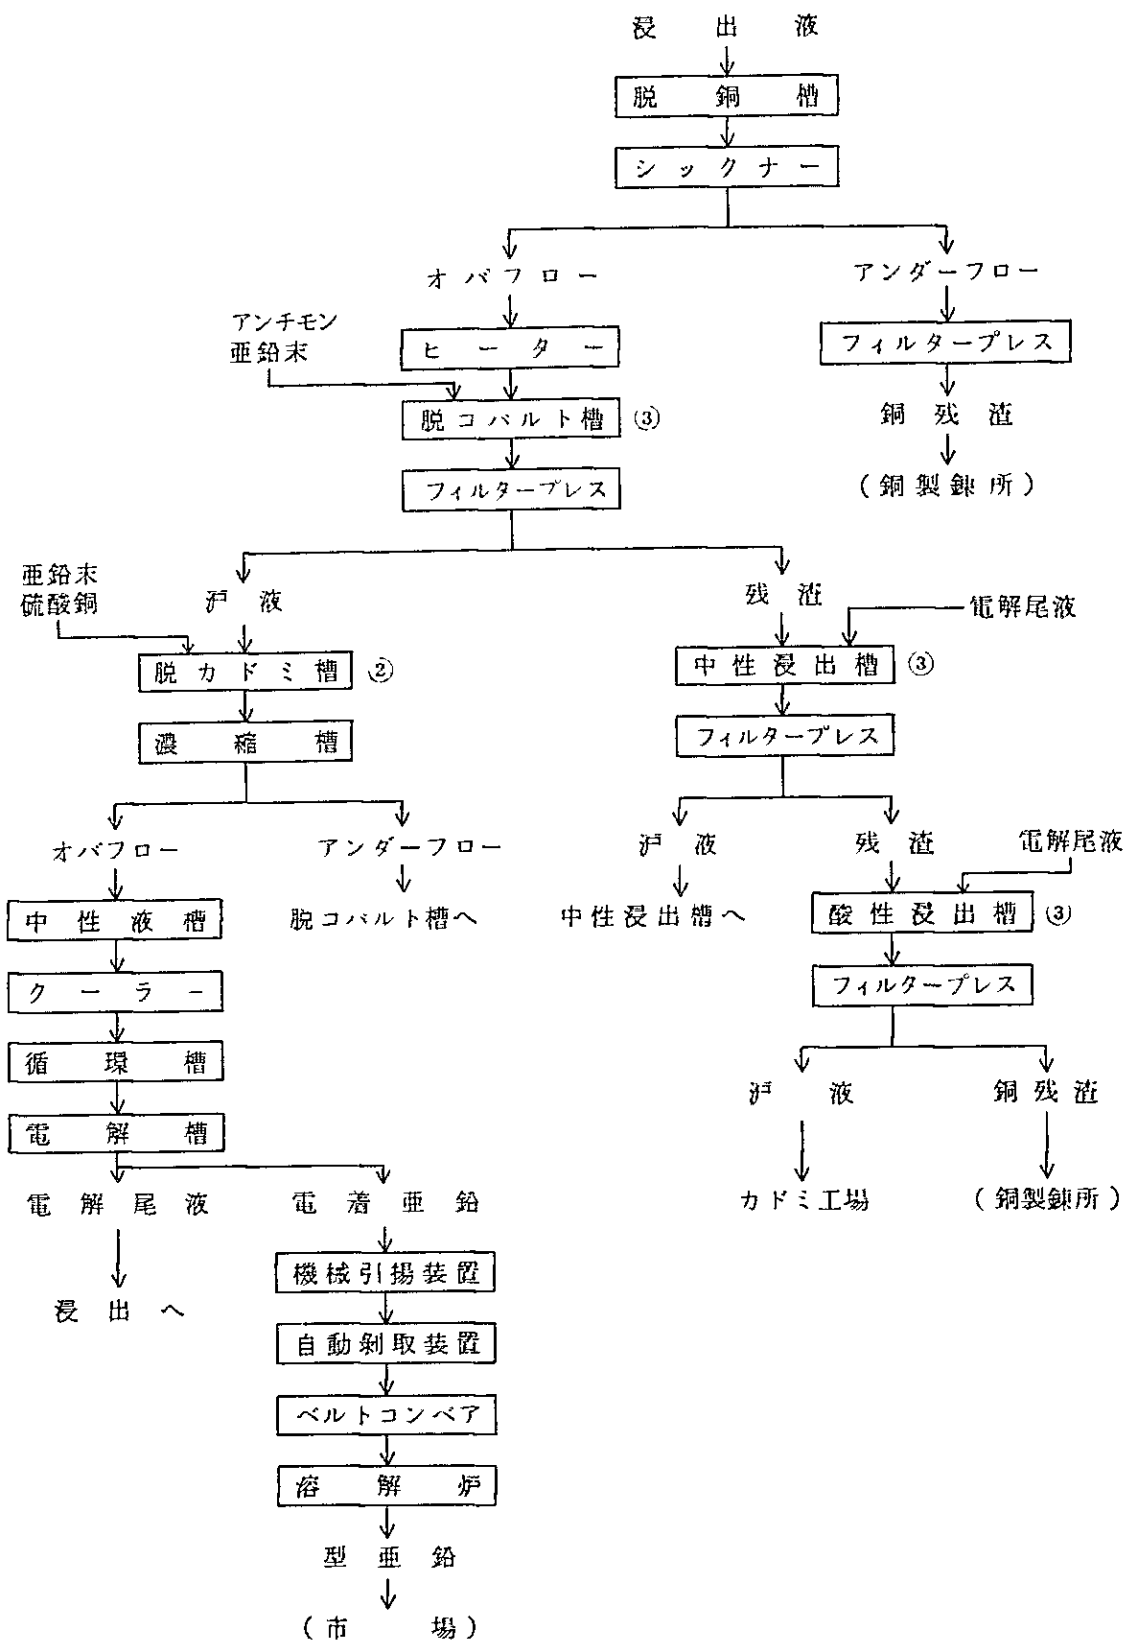 浸出液
脱銅槽
シックナー
オバフロー
アンダーフロー
アンチモン
亜鉛末
ヒーター
フィルタープレス
脱コバルト槽 ③
銅残渣
フィルタープレス
(銅製錬所)
亜鉛末
硫酸銅
沪液
残渣
電解尾液
脱カドミ槽 ②
中性浸出槽 ③
濃縮槽
フィルタープレス
オバフロー
アンダーフロー
沪液
残渣
電解尾液
中性液槽
脱コバルト槽へ
中性浸出槽へ
酸性浸出槽 ③
クーラー
フィルタープレス
循環槽
沪液
銅残渣
電解槽
電解尾液
電着亜鉛
カドミ工場
(銅製錬所)
機械引揚装置
浸出へ
自動剝取装置
ベルトコンベア
溶解炉
型亜鉛
(市場)